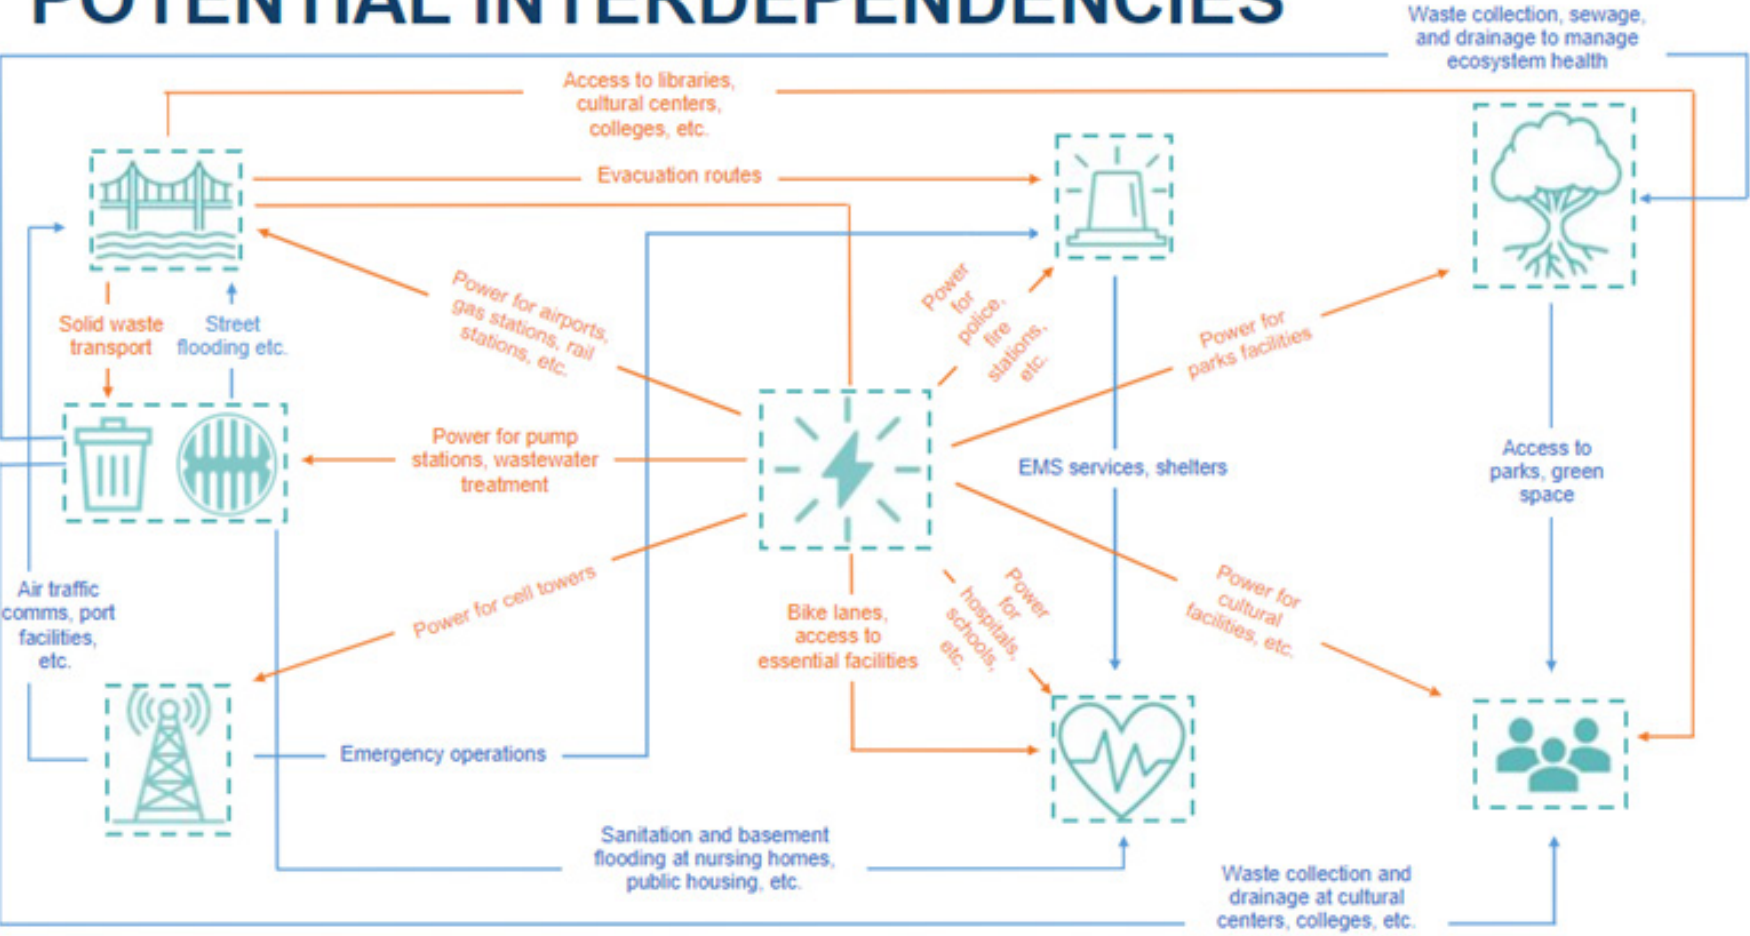 POTENTIAL INTERDEPENDENCIES
Waste collection, sewage,
and drainage to manage
ecosystem health
Access to libraries,
cultural centers,
colleges, etc.
Evacuation routes
Solid waste
transport
Street
flooding etc.
Power for airports,
gas stations, rail
stations, etc.
Power
for
police,
fire
stations,
etc.
Power for
parks facilities
Power for pump
stations, wastewater
treatment
EMS services, shelters
Access to
parks, green
space
Air traffic
comms, port
facilities,
etc.
Power for cell towers
Bike lanes,
access to
essential facilities
Power
for
hospitals,
schools,
etc.
Power for
cultural
facilities, etc.
Emergency operations
Sanitation and basement
flooding at nursing homes,
public housing, etc.
Waste collection and
drainage at cultural
centers, colleges, etc.